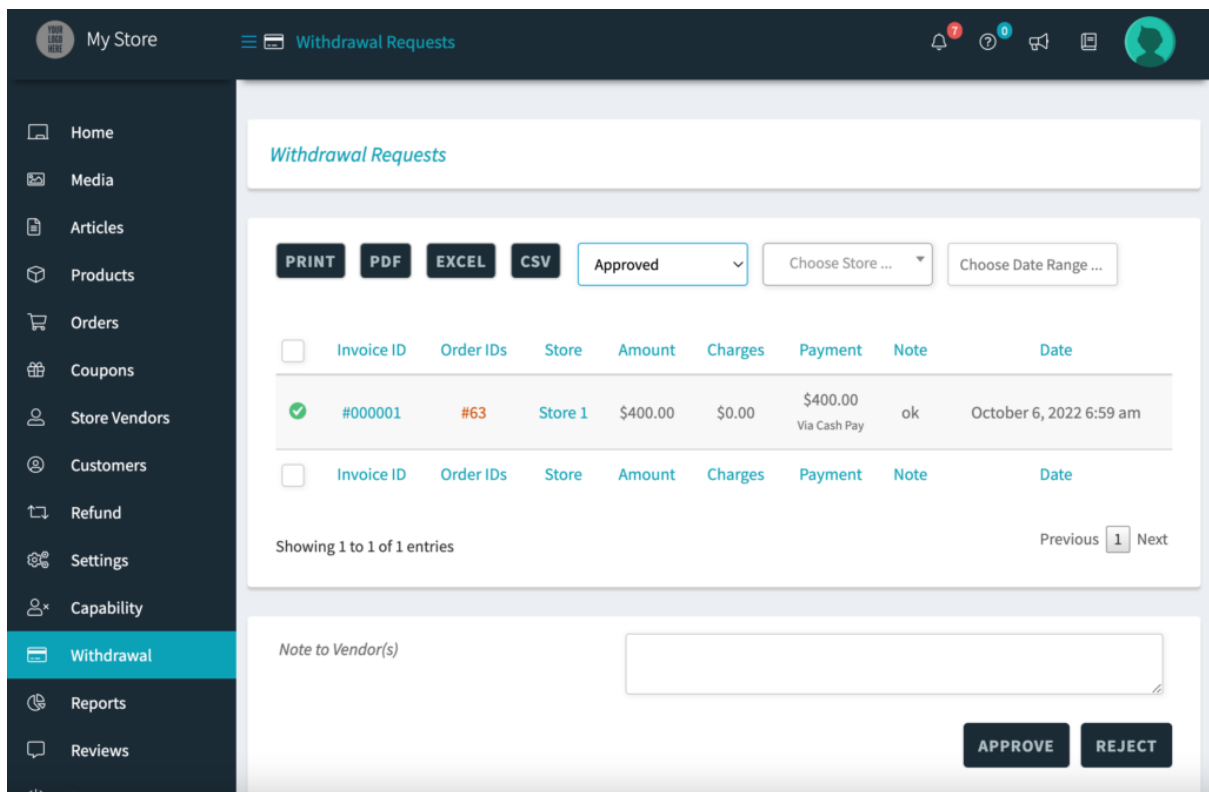 YOUR
LOGO
HERE
My Store
Withdrawal Requests
7
0
Home
Media
Articles
Products
Orders
Coupons
Store Vendors
Customers
Refund
Settings
Capability
Withdrawal
Reports
Reviews
Withdrawal Requests
PRINT PDF EXCEL CSV Approved Choose Store ... Choose Date Range ...
Invoice ID Order IDs Store Amount Charges Payment Note Date
#000001 #63 Store 1 $400.00 $0.00 $400.00 Via Cash Pay ok October 6, 2022 6:59 am
Invoice ID Order IDs Store Amount Charges Payment Note Date
Showing 1 to 1 of 1 entries
Previous 1 Next
Note to Vendor(s)
APPROVE REJECT